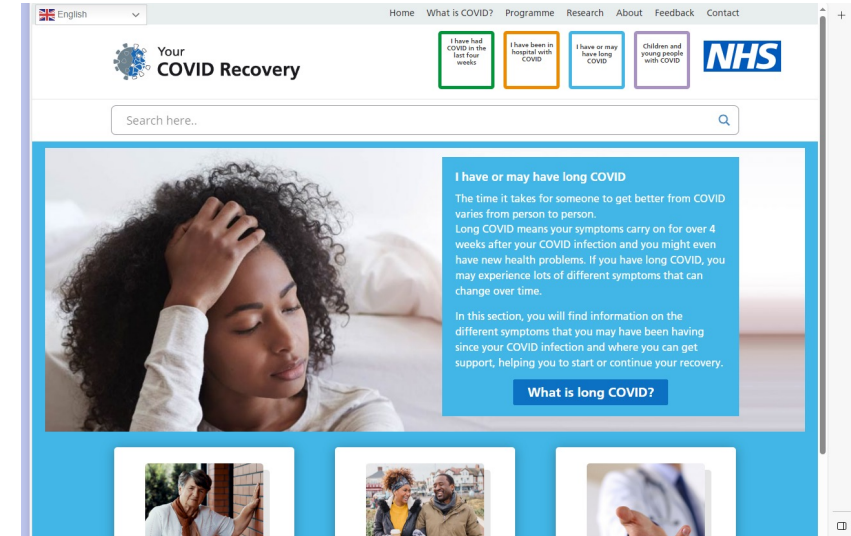 English
Home What is COVID? Programme Research About Feedback Contact
Your
COVID Recovery
I have had
COVID in the
last four
weeks
I have been in
hospital with
COVID
I have or may
have long
COVID
Children and
young people
with COVID
NHS
Search here..
I have or may have long COVID
The time it takes for someone to get better from COVID
varies from person to person.
Long COVID means your symptoms carry on for over 4
weeks after your COVID infection and you might even
have new health problems. If you have long COVID, you
may experience lots of different symptoms that can
change over time.
In this section, you will find information on the
different symptoms that you may have been having
since your COVID infection and where you can get
support, helping you to start or continue your recovery.
What is long COVID?